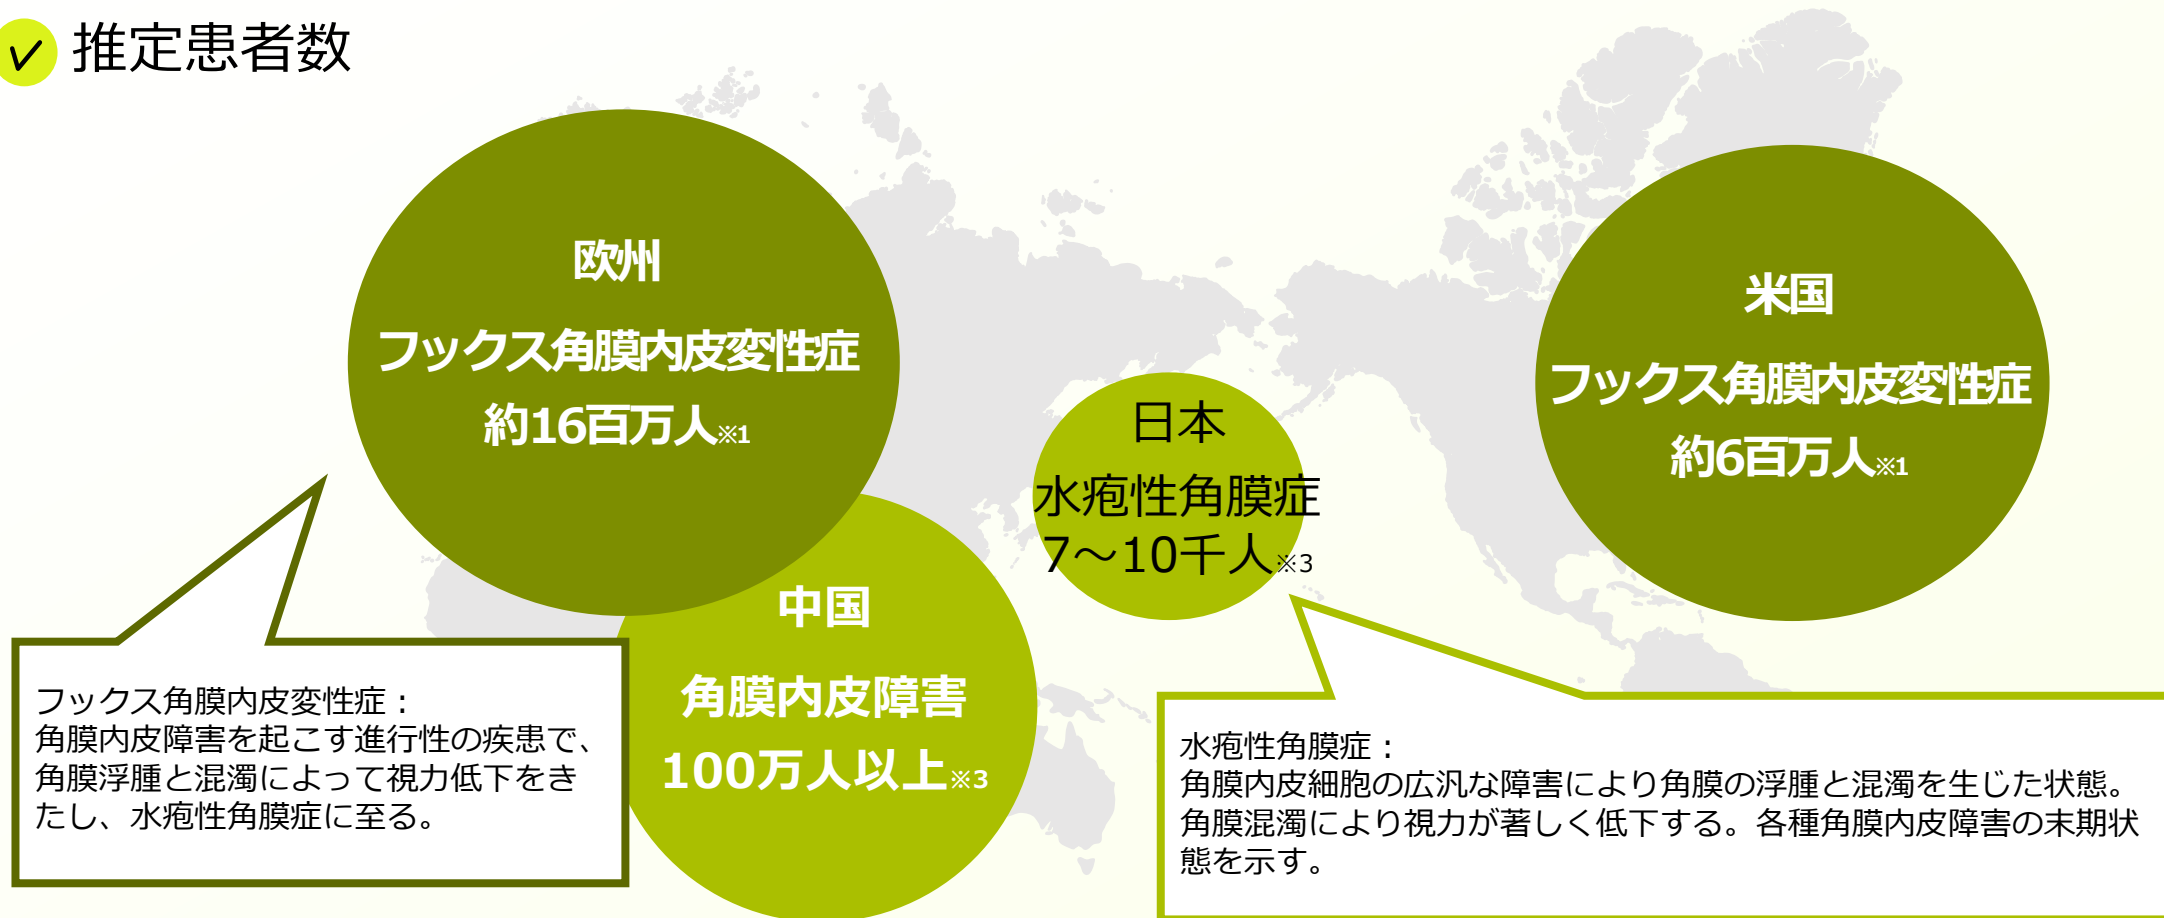 推定患者数
欧州
フックス角膜内皮変性症
約16百万人※1
米国
フックス角膜内皮変性症
約6百万人※1
日本
水疱性角膜症
7～10千人※3
中国
角膜内皮障害
100万人以上※3
フックス角膜内皮変性症：
角膜内皮障害を起こす進行性の疾患で、
角膜浮腫と混濁によって視力低下をき
たし、水疱性角膜症に至る。
水疱性角膜症：
角膜内皮細胞の広汎な障害により角膜の浮腫と混濁を生じた状態。
角膜混濁により視力が著しく低下する。各種角膜内皮障害の末期状
態を示す。